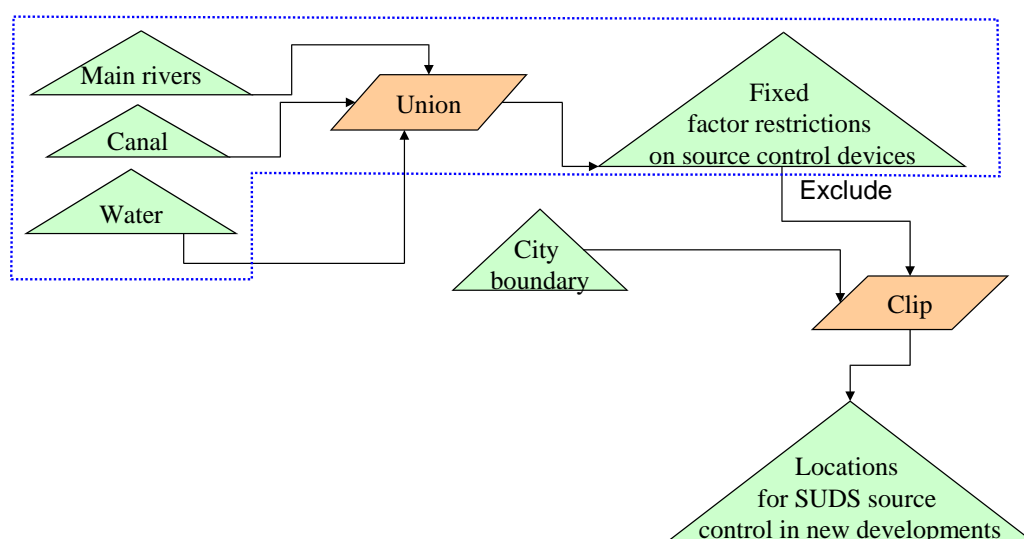 Main rivers
Union
Canal
Water
Fixed
factor restrictions
on source control devices
Exclude
City
boundary
Clip
Locations
for SUDS source
control in new developments